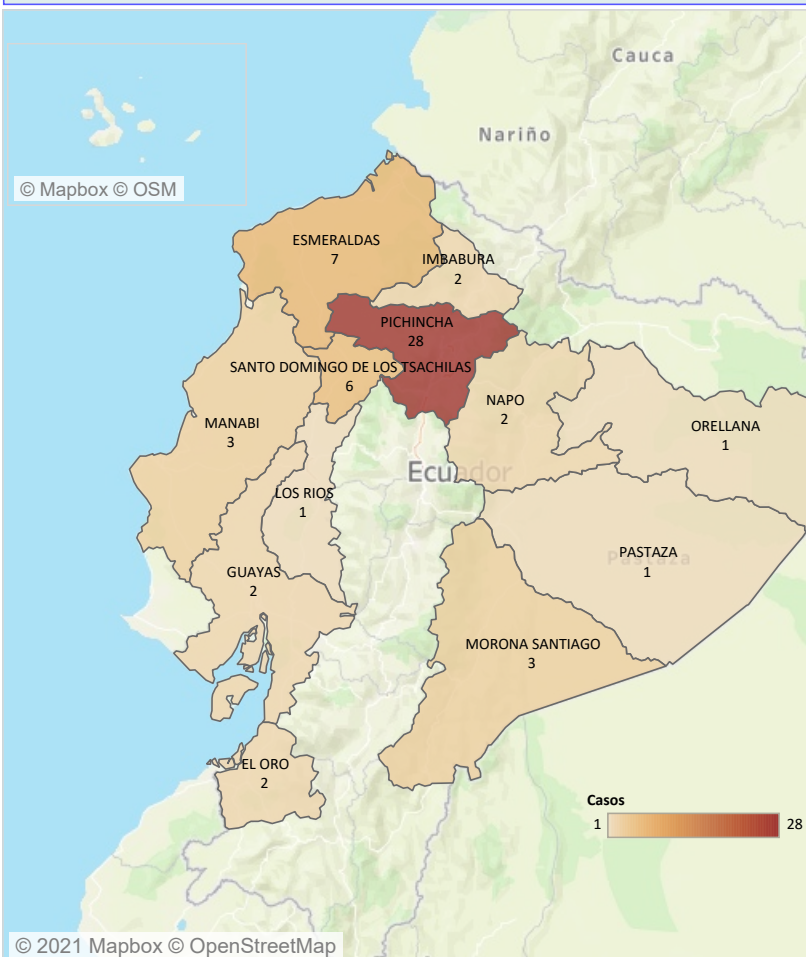 Cauca
Nariño
© Mapbox © OSM
ESMERALDAS
7
IMBABURA
2
PICHINCHA
28
SANTO DOMINGO DE LOS TSACHILAS
6
NAPO
2
MANABI
3
ORELLANA
1
Ecuador
LOS RIOS
1
PASTAZA
Pastaza
1
GUAYAS
2
MORONA SANTIAGO
3
EL ORO
2
Casos
1 28
© 2021 Mapbox © OpenStreetMap